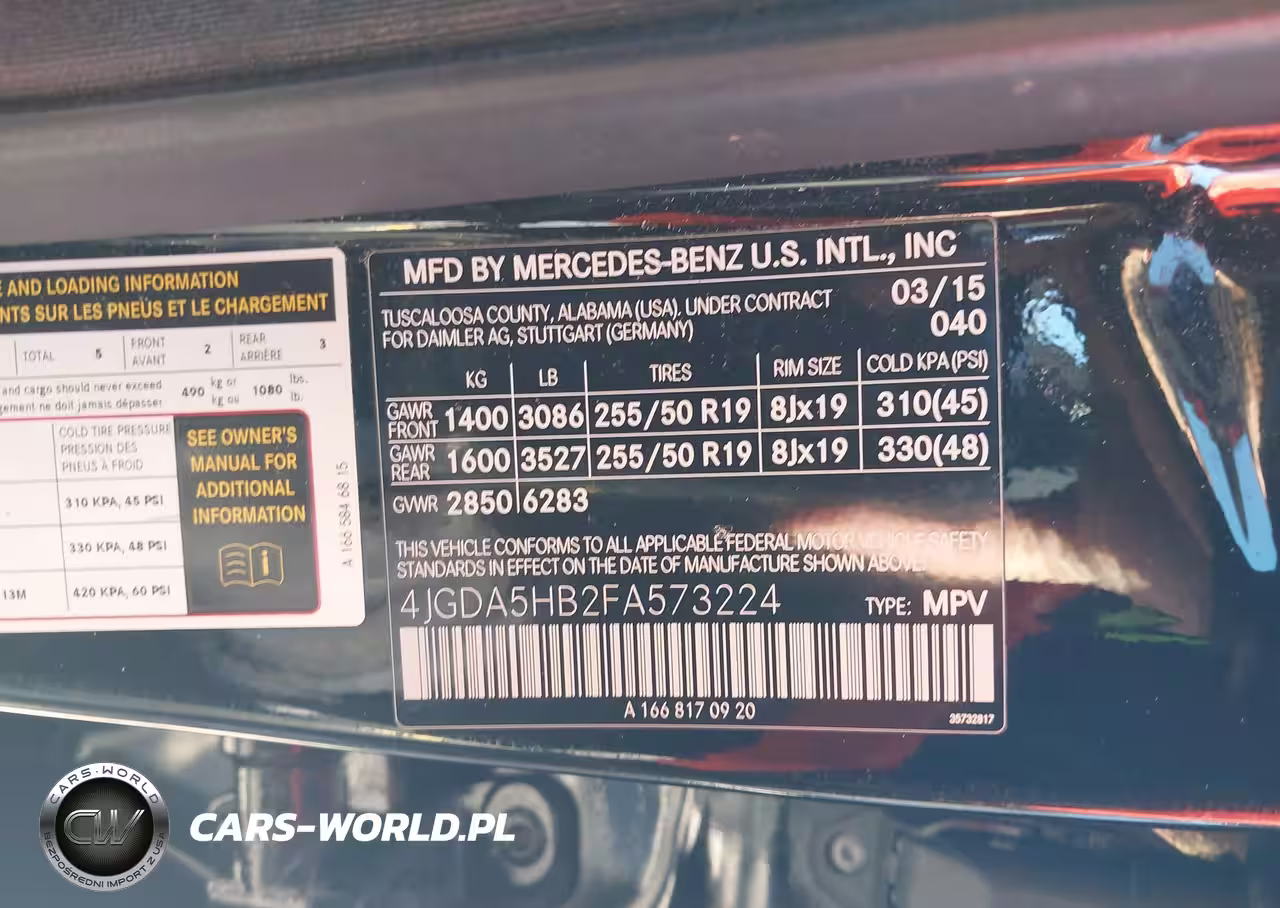 E AND LOADING INFORMATION
NTS SUR LES PNEUS ET LE CHARGEMENT
TOTAL 5 FRONT AVANT 2 REAR ARRIÈRE 3
and cargo should never exceed
gement ne doit jamais dépasser
490 kg or kg ou 1080 lbs. lb.
COLD TIRE PRESSURE
PRESSION DES
PNEUS À FROID
310 KPA, 45 PSI
330 KPA, 48 PSI
13M 420 KPA, 60 PSI
SEE OWNER'S
MANUAL FOR
ADDITIONAL
INFORMATION
A 166 584 68 15
MFD BY MERCEDES-BENZ U.S. INTL., INC
TUSCALOOSA COUNTY, ALABAMA (USA). UNDER CONTRACT
FOR DAIMLER AG, STUTTGART (GERMANY)
03/15
040
KG LB TIRES RIM SIZE COLD KPA (PSI)
GAWR FRONT 1400 3086 255/50 R19 8Jx19 310(45)
GAWR REAR 1600 3527 255/50 R19 8Jx19 330(48)
GVWR 2850 6283
THIS VEHICLE CONFORMS TO ALL APPLICABLE FEDERAL MOTOR VEHICLE SAFETY
STANDARDS IN EFFECT ON THE DATE OF MANUFACTURE SHOWN ABOVE.
4JGDA5HB2FA573224 TYPE: MPV
A 166 817 09 20
35732817
CARS-WORLD
CW
BEZPOŚREDNI IMPORT Z USA
CARS-WORLD.PL